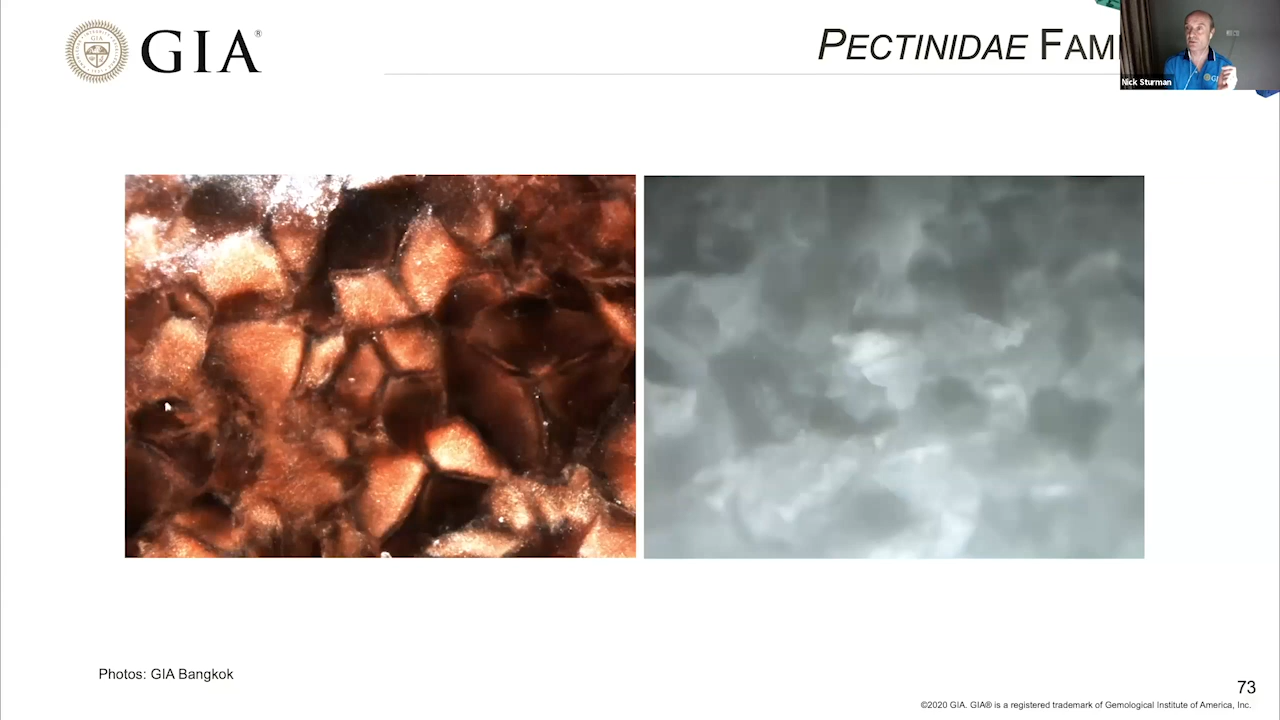 GIA®
PECTINIDAE FAM
Nick Sturman
Photos: GIA Bangkok
73
©2020 GIA. GIA® is a registered trademark of Gemological Institute of America, Inc.